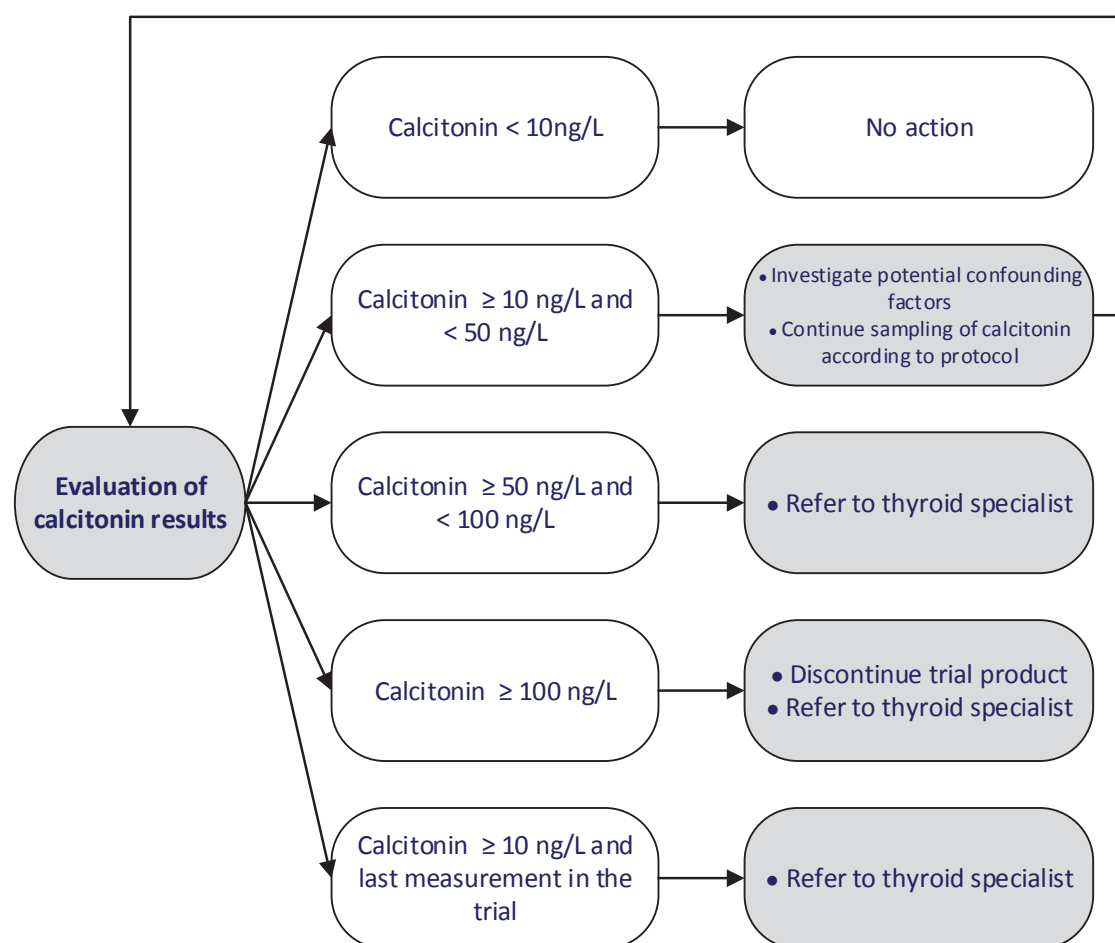 Calcitonin < 10ng/L
No action
Calcitonin ≥ 10 ng/L and
< 50 ng/L
• Investigate potential confounding
factors
• Continue sampling of calcitonin
according to protocol
Evaluation of
calcitonin results
Calcitonin ≥ 50 ng/L and
< 100 ng/L
• Refer to thyroid specialist
Calcitonin ≥ 100 ng/L
• Discontinue trial product
• Refer to thyroid specialist
Calcitonin ≥ 10 ng/L and
last measurement in the
trial
• Refer to thyroid specialist